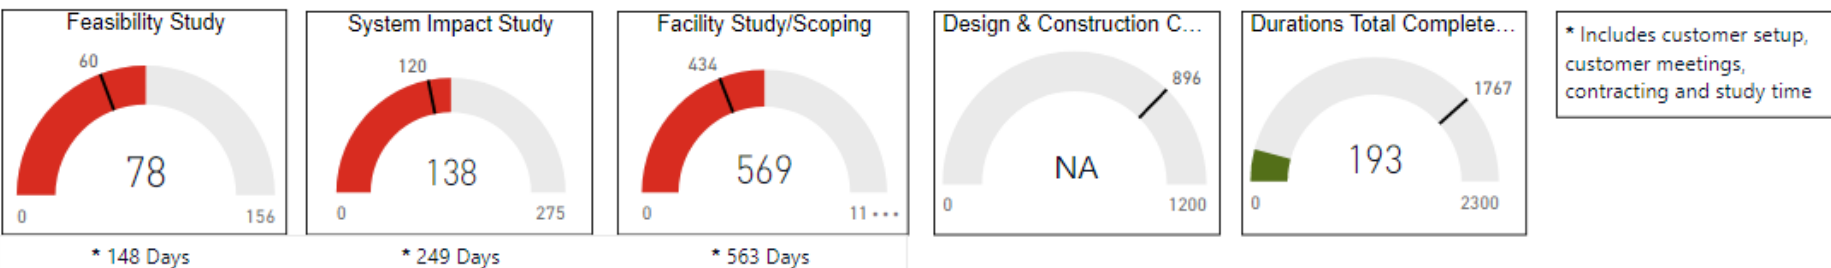 Feasibility Study
60
78
0
156
* 148 Days
System Impact Study
120
138
0
275
* 249 Days
Facility Study/Scoping
434
569
0
11...
* 563 Days
Design & Construction C...
896
NA
0
1200
Durations Total Complete...
1767
193
0
2300
* Includes customer setup,
customer meetings,
contracting and study time